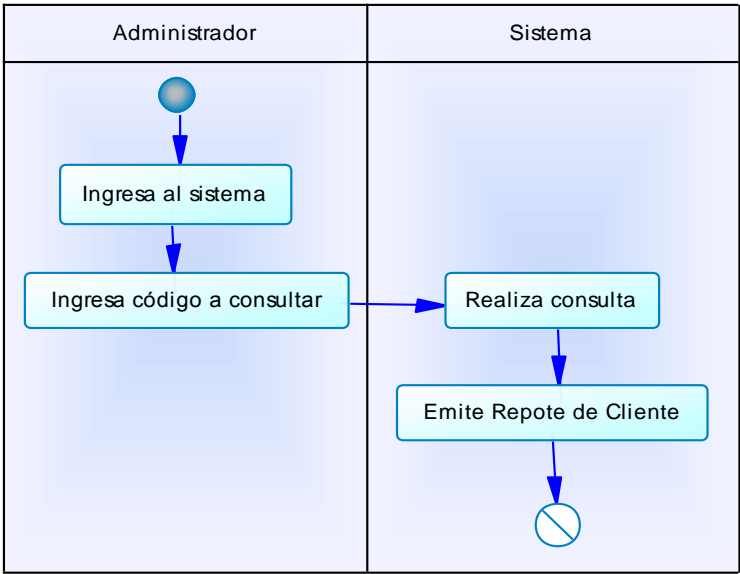 Administrador
Sistema
Ingresa al sistema
Ingresa código a consultar
Realiza consulta
Emite Repote de Cliente